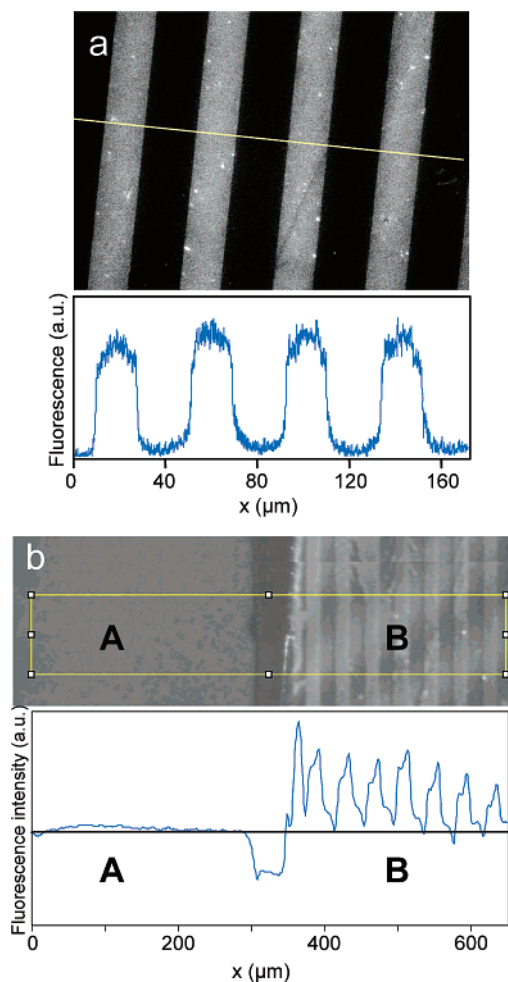 a
Fluorescence (a.u.)
0 40 80 120 160
x (µm)
b
A B
Fluorescence intensity (a.u.)
A B
0 200 400 600
x (µm)